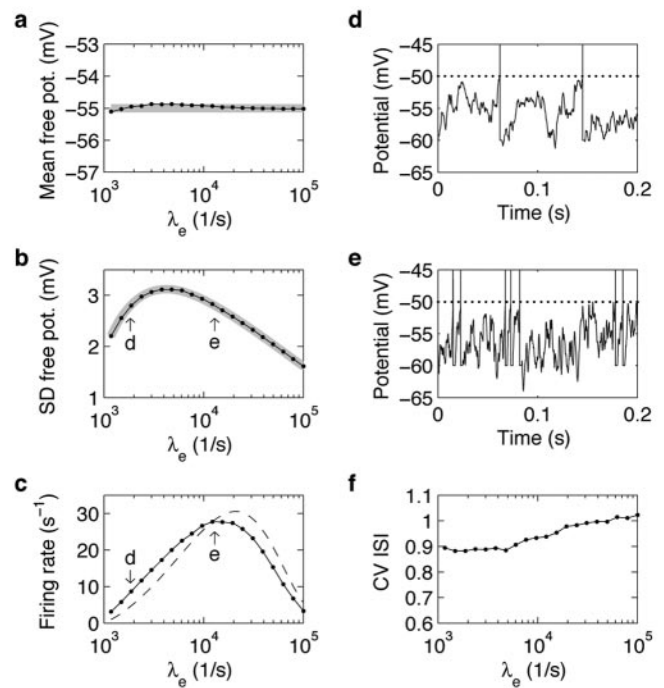 a
Mean free pot. (mV)
−53
−54
−55
−56
−57
10^3
10^4
10^5
λ_e (1/s)
b
SD free pot. (mV)
3
2
1
d
e
10^3
10^4
10^5
λ_e (1/s)
c
Firing rate (s^−1)
30
20
10
0
d
e
10^3
10^4
10^5
λ_e (1/s)
d
Potential (mV)
−45
−50
−55
−60
−65
0
0.1
0.2
Time (s)
e
Potential (mV)
−45
−50
−55
−60
−65
0
0.1
0.2
Time (s)
f
CV ISI
1.1
1
0.9
0.8
0.7
0.6
10^3
10^4
10^5
λ_e (1/s)